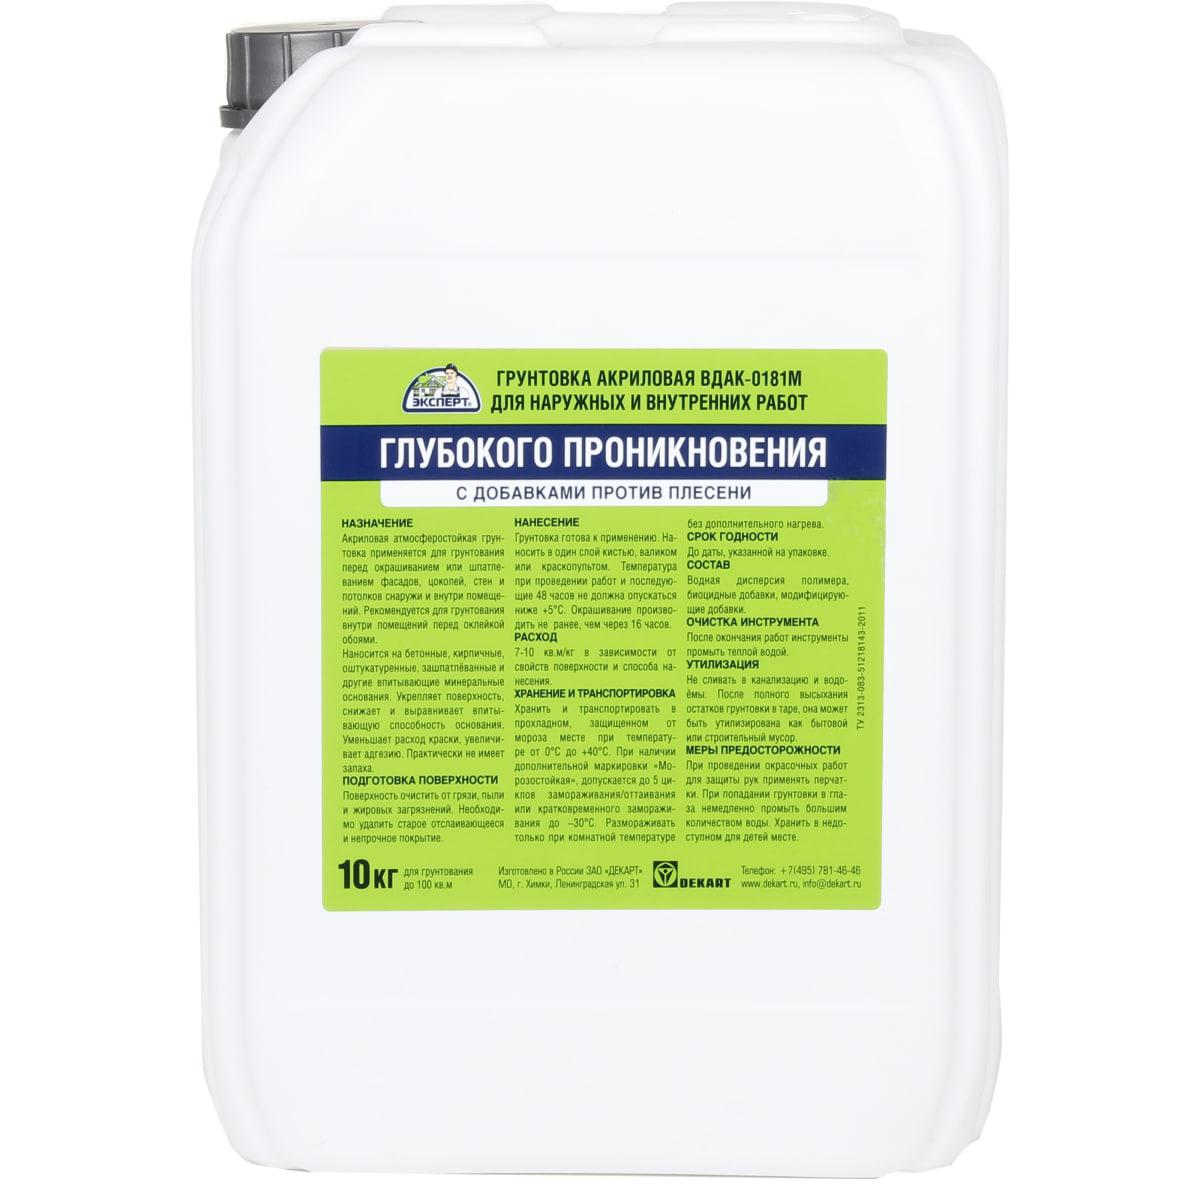 ЭКСПЕРТ®
ГРУНТОВКА АКРИЛОВАЯ ВДАК-0181М
ДЛЯ НАРУЖНЫХ И ВНУТРЕННИХ РАБОТ
ГЛУБОКОГО ПРОНИКНОВЕНИЯ
С ДОБАВКАМИ ПРОТИВ ПЛЕСЕНИ
НАЗНАЧЕНИЕ
Акриловая атмосферостойкая грун-
товка применяется для грунтования
перед окрашиванием или шпатле-
ванием фасадов, цоколей, стен и
потолков снаружи и внутри помеще-
ний. Рекомендуется для грунтования
внутри помещений перед оклейкой
обоями.
Наносится на бетонные, кирпичные,
оштукатуренные, зашпатлёванные и
другие впитывающие минеральные
основания. Укрепляет поверхность,
снижает и выравнивает впиты-
вающую способность основания.
Уменьшает расход краски, увеличи-
вает адгезию. Практически не имеет
запаха.
ПОДГОТОВКА ПОВЕРХНОСТИ
Поверхность очистить от грязи, пыли
и жировых загрязнений. Необходи-
мо удалить старое отслаивающееся
и непрочное покрытие.
НАНЕСЕНИЕ
Грунтовка готова к применению. На-
носить в один слой кистью, валиком
или краскопультом. Температура
при проведении работ и последую-
щие 48 часов не должна опускаться
ниже +5°С. Окрашивание произво-
дить не ранее, чем через 16 часов.
РАСХОД
7-10 кв.м/кг в зависимости от
свойств поверхности и способа на-
несения.
ХРАНЕНИЕ И ТРАНСПОРТИРОВКА
Хранить и транспортировать в
прохладном, защищенном от
мороза месте при температу-
ре от 0°С до +40°С. При наличии
дополнительной маркировки «Мо-
розостойкая», допускается до 5 ци-
клов замораживания/оттаивания
или кратковременного заморажи-
вания до –30°С. Размораживать
только при комнатной температуре
без дополнительного нагрева.
СРОК ГОДНОСТИ
До даты, указанной на упаковке.
СОСТАВ
Водная дисперсия полимера,
биоцидные добавки, модифицирую-
щие добавки.
ОЧИСТКА ИНСТРУМЕНТА
После окончания работ инструменты
промыть теплой водой.
УТИЛИЗАЦИЯ
Не сливать в канализацию и водо-
ёмы. После полного высыхания
остатков грунтовки в таре, она может
быть утилизирована как бытовой
или строительный мусор.
МЕРЫ ПРЕДОСТОРОЖНОСТИ
При проведении окрасочных работ
для защиты рук применять перчат-
ки. При попадании грунтовки в гла-
за немедленно промыть большим
количеством воды. Хранить в недо-
ступном для детей месте.
ТУ 2313-083-51218143-2011
10 кг
для грунтования
до 100 кв.м
Изготовлено в России ЗАО «ДЕКАРТ»
МО, г. Химки, Ленинградская ул. 31
DEKART
Телефон: +7(495) 781-46-46
www.dekart.ru, info@dekart.ru